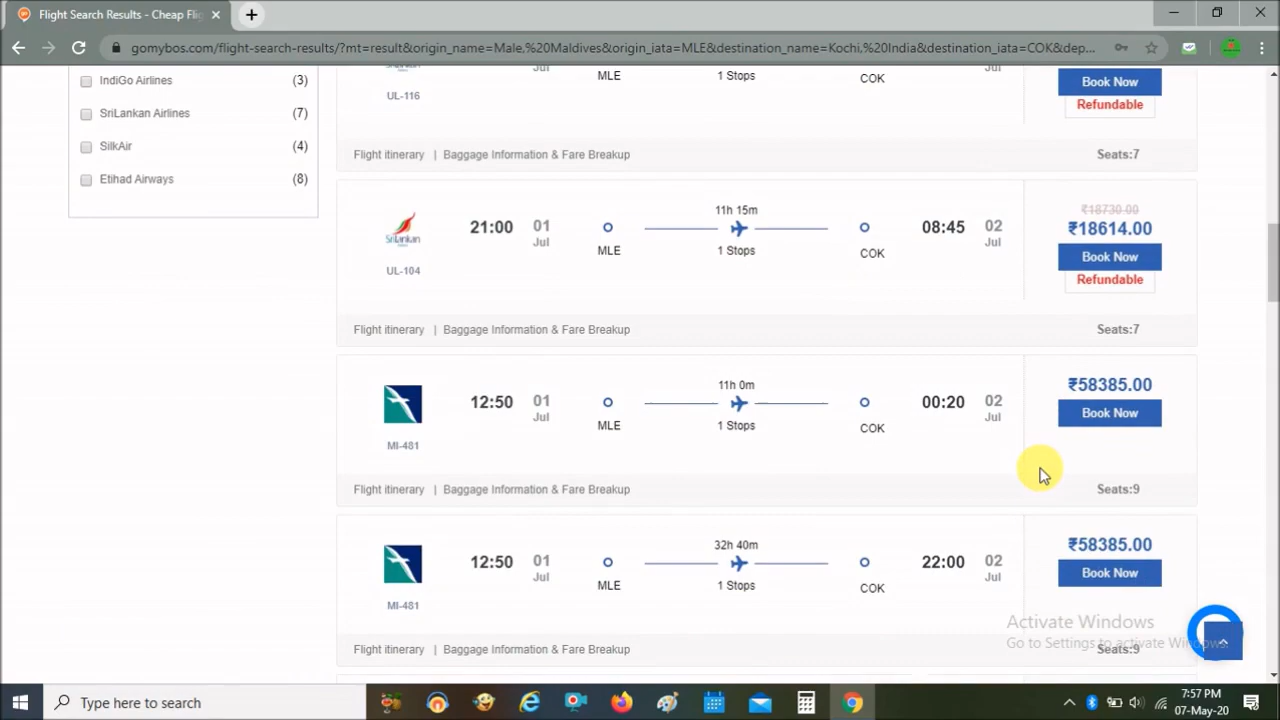 Flight Search Results - Cheap Flig
gomybos.com/flight-search-results/?mt=result&origin_name=Male,%20Maldives&origin_iata=MLE&destination_name=Kochi,%20India&destination_iata=COK&dep...
IndiGo Airlines (3)
SriLankan Airlines (7)
SilkAir (4)
Etihad Airways (8)
UL-116
Jul
MLE
1 Stops
COK
Jul
Book Now
Refundable
Flight itinerary | Baggage Information & Fare Breakup
Seats:7
SriLankan
UL-104
21:00
01
Jul
MLE
11h 15m
1 Stops
COK
08:45
02
Jul
₹18730.00
₹18614.00
Book Now
Refundable
Flight itinerary | Baggage Information & Fare Breakup
Seats:7
MI-481
12:50
01
Jul
MLE
11h 0m
1 Stops
COK
00:20
02
Jul
₹58385.00
Book Now
Flight itinerary | Baggage Information & Fare Breakup
Seats:9
MI-481
12:50
01
Jul
MLE
32h 40m
1 Stops
COK
22:00
02
Jul
₹58385.00
Book Now
Flight itinerary | Baggage Information & Fare Breakup
Seats:9
Activate Windows
Go to Settings to activate Windows.
Type here to search
7:57 PM
07-May-20